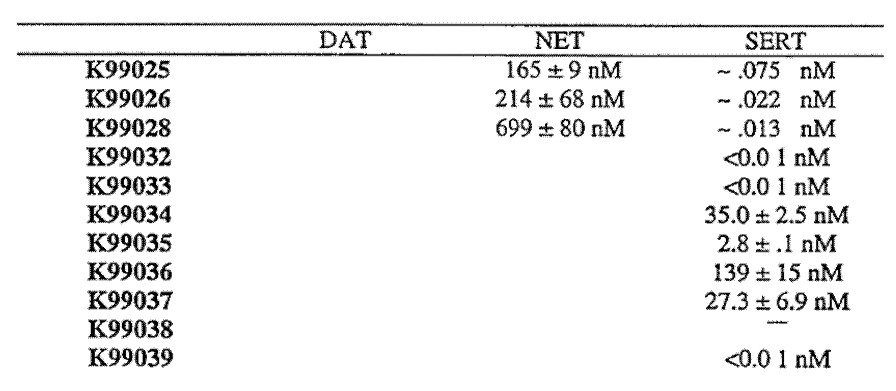 DAT NET SERT
K99025 165 ± 9 nM ~ .075 nM
K99026 214 ± 68 nM ~ .022 nM
K99028 699 ± 80 nM ~ .013 nM
K99032 <0.0 1 nM
K99033 <0.0 1 nM
K99034 35.0 ± 2.5 nM
K99035 2.8 ± .1 nM
K99036 139 ± 15 nM
K99037 27.3 ± 6.9 nM
K99038 —
K99039 <0.0 1 nM